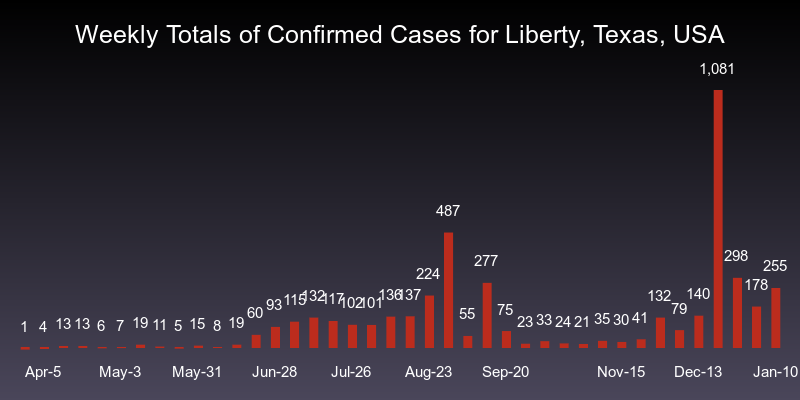 Weekly Totals of Confirmed Cases for Liberty, Texas, USA
1 4 13 13 6 7 19 11 5 15 8 19 60 93 115 132 117 102 101 136 137 224 487 55 277 75 23 33 24 21 35 30 41 132 79 140 1,081 298 178 255
Apr-5 May-3 May-31 Jun-28 Jul-26 Aug-23 Sep-20 Nov-15 Dec-13 Jan-10